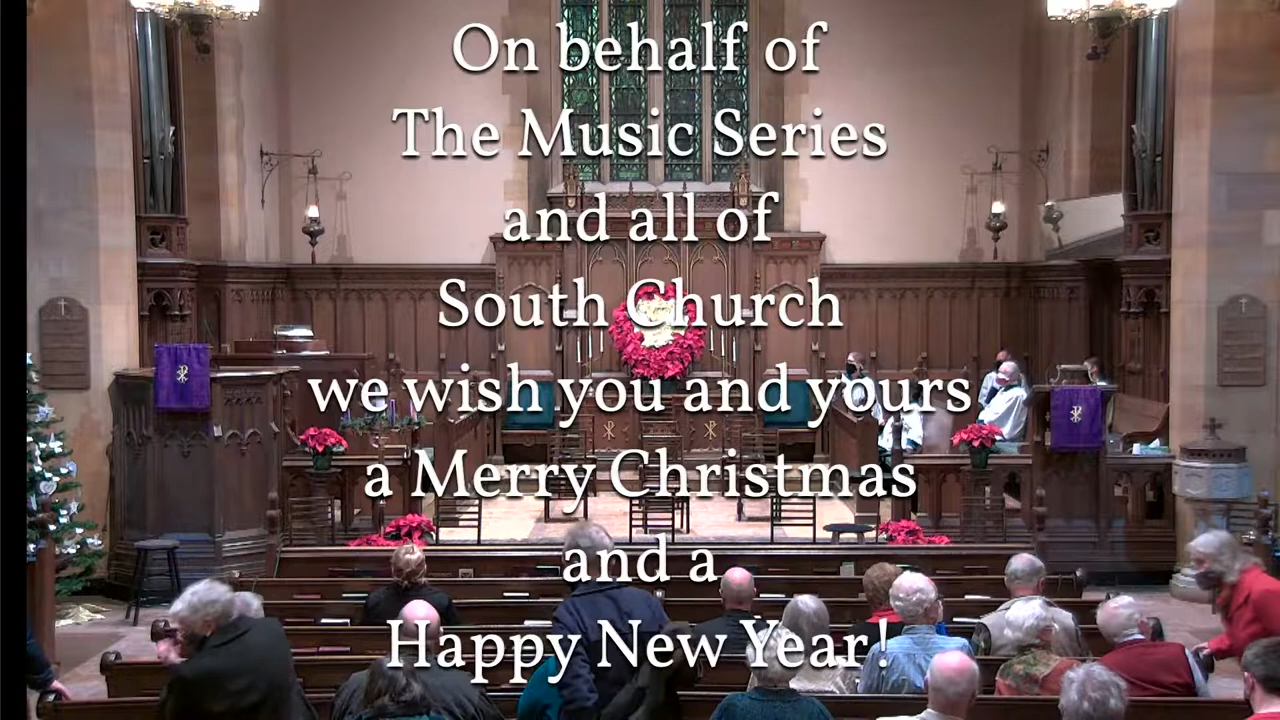 On behalf of
The Music Series
and all of
South Church
we wish you and yours
a Merry Christmas
and a
Happy New Year!